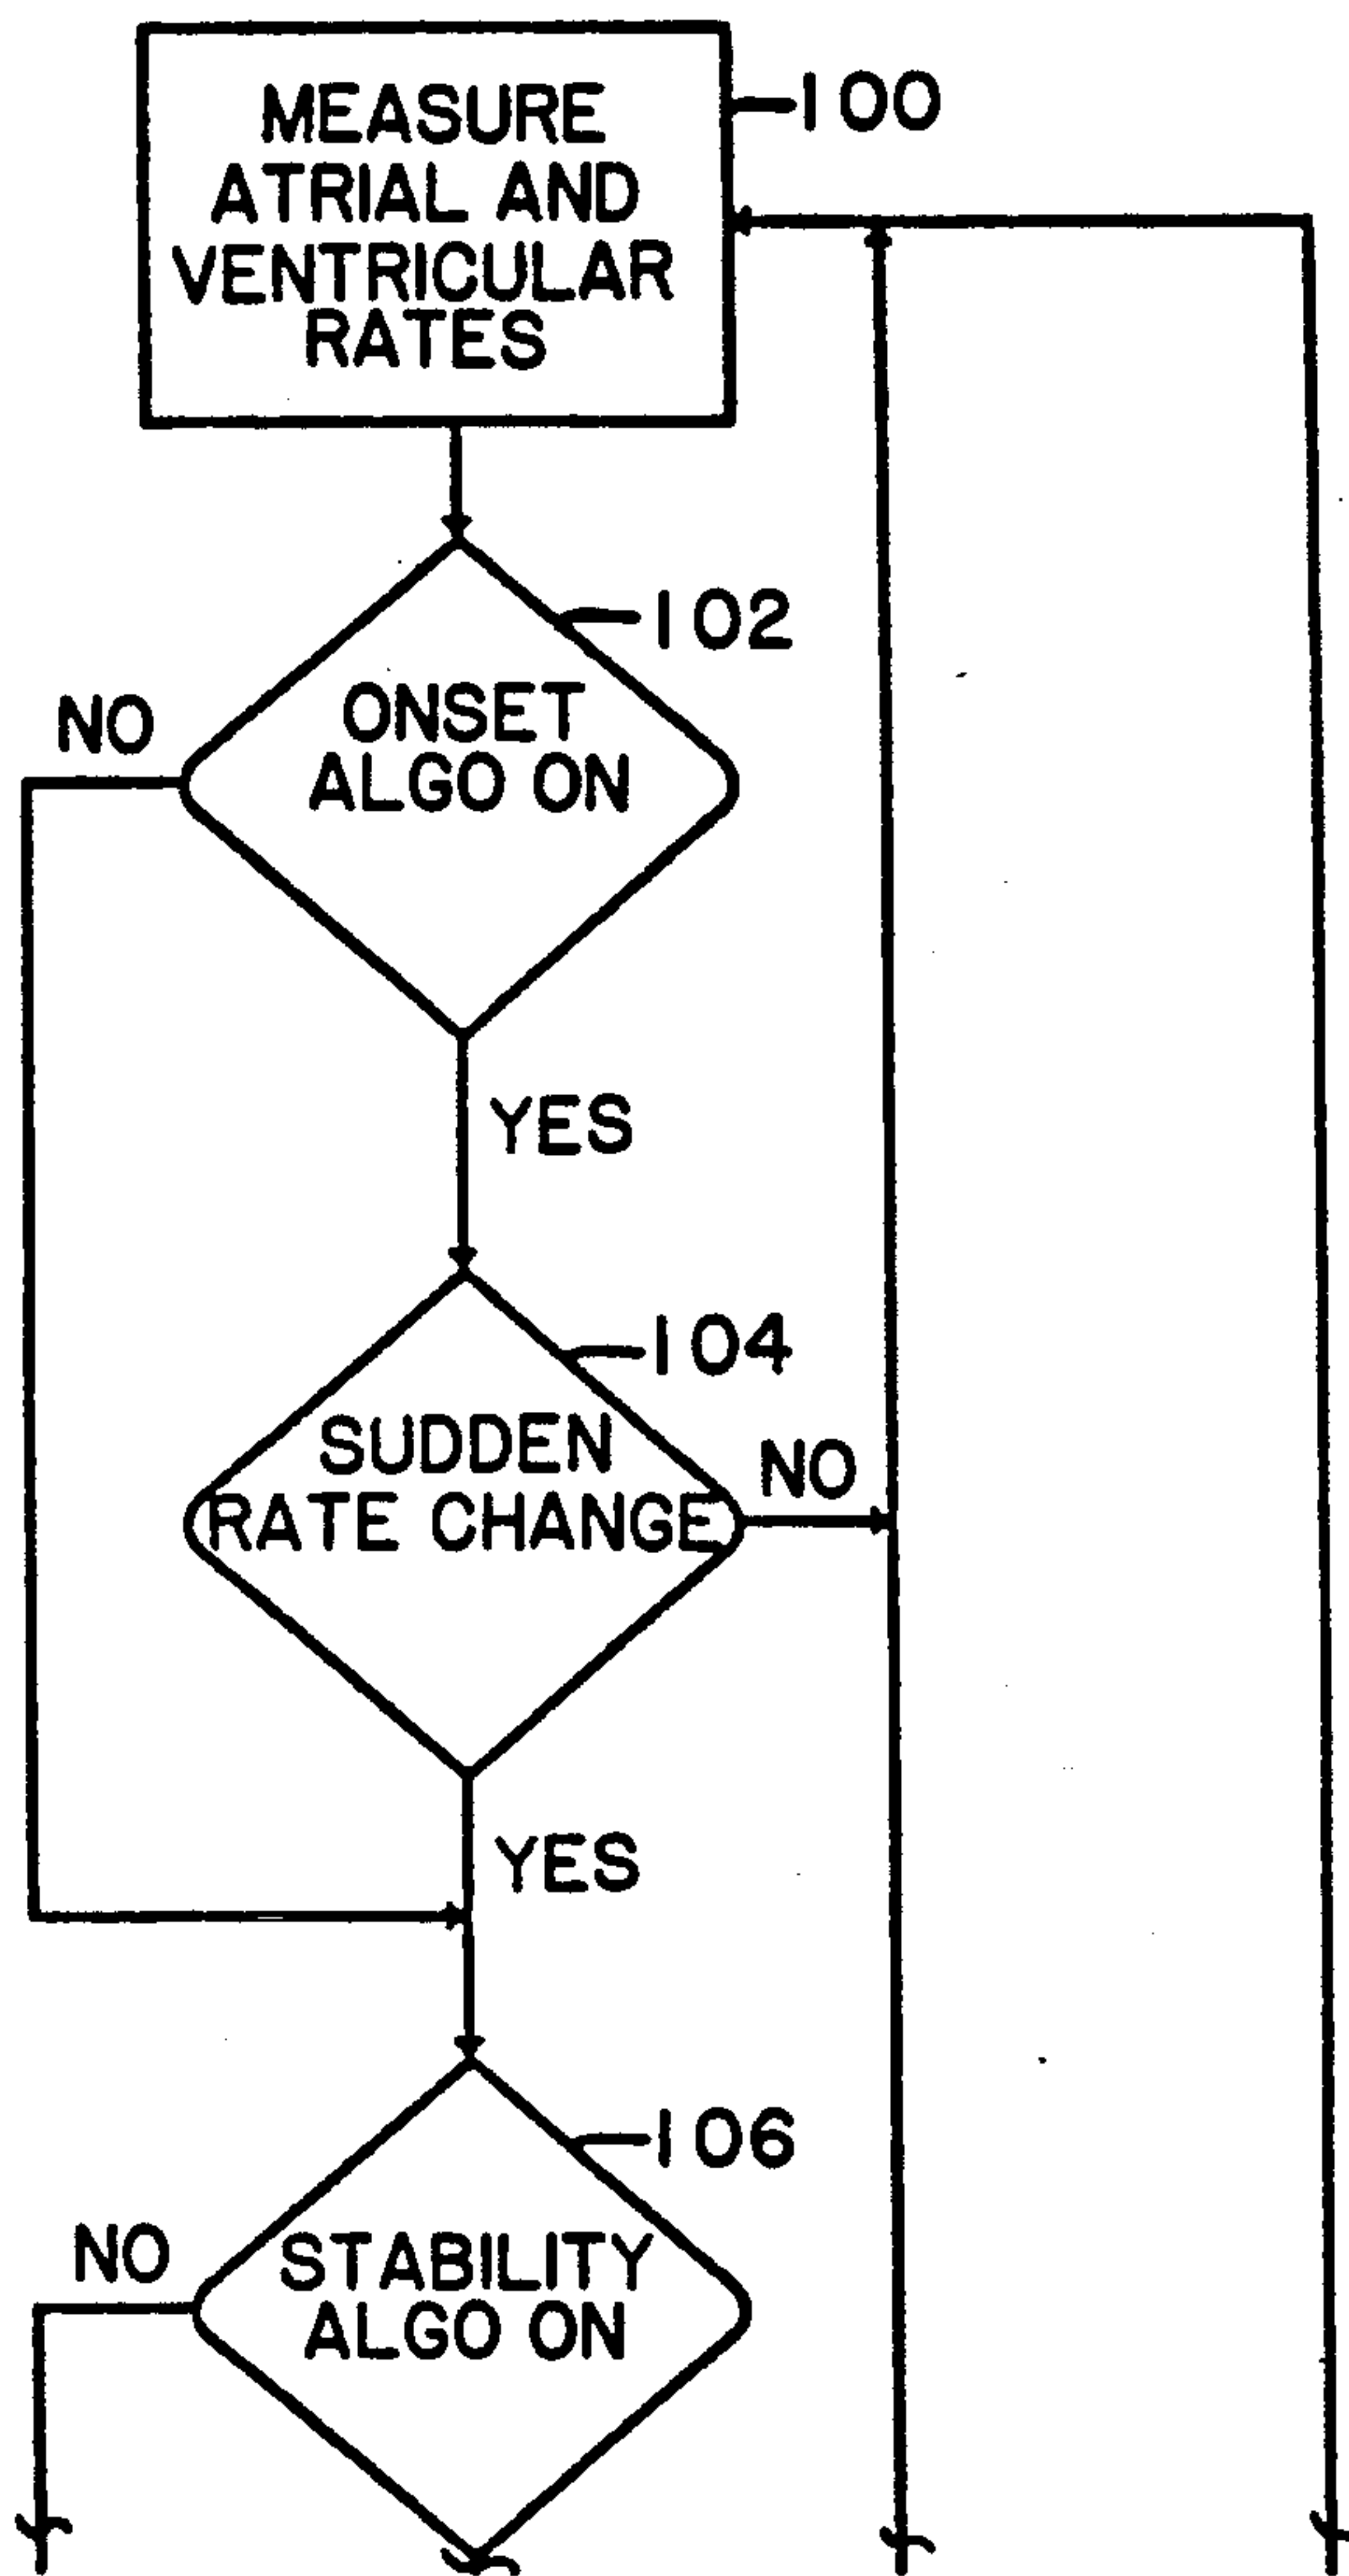 MEASURE
ATRIAL AND
VENTRICULAR
RATES
100
102
ONSET
ALGO ON
NO
YES
104
SUDDEN
RATE CHANGE
NO
YES
106
STABILITY
ALGO ON
NO